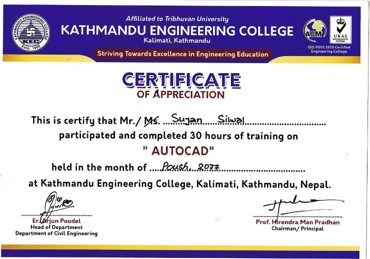 Affiliated to Tribhuvan University
KATHMANDU ENGINEERING COLLEGE
Kalimati, Kathmandu
Striving Towards Excellence in Engineering Education
KEC
UKAS
ISO 9001:2015 Certified
Engineering College
CERTIFICATE
OF APPRECIATION
This is certify that Mr./Ms. Sujan Silwal
participated and completed 30 hours of training on
" AUTOCAD"
held in the month of Poush 2077
at Kathmandu Engineering College, Kalimati, Kathmandu, Nepal.
Er. Arjun Poudel
Head of Department
Department of Civil Engineering
Prof. Hirendra Man Pradhan
Chairman/ Principal